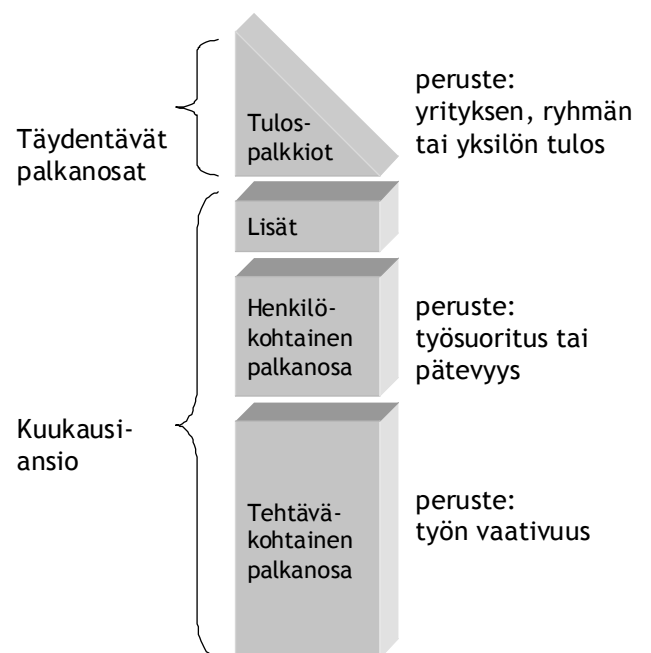 peruste:
yrityksen, ryhmän
tai yksilön tulos
Tulos-
palkkiot
Täydentävät
palkanosat
Lisät
Henkilö-
kohtainen
palkanosa
peruste:
työsuoritus tai
pätevyys
Kuukausi-
ansio
Tehtävä-
kohtainen
palkanosa
peruste:
työn vaativuus